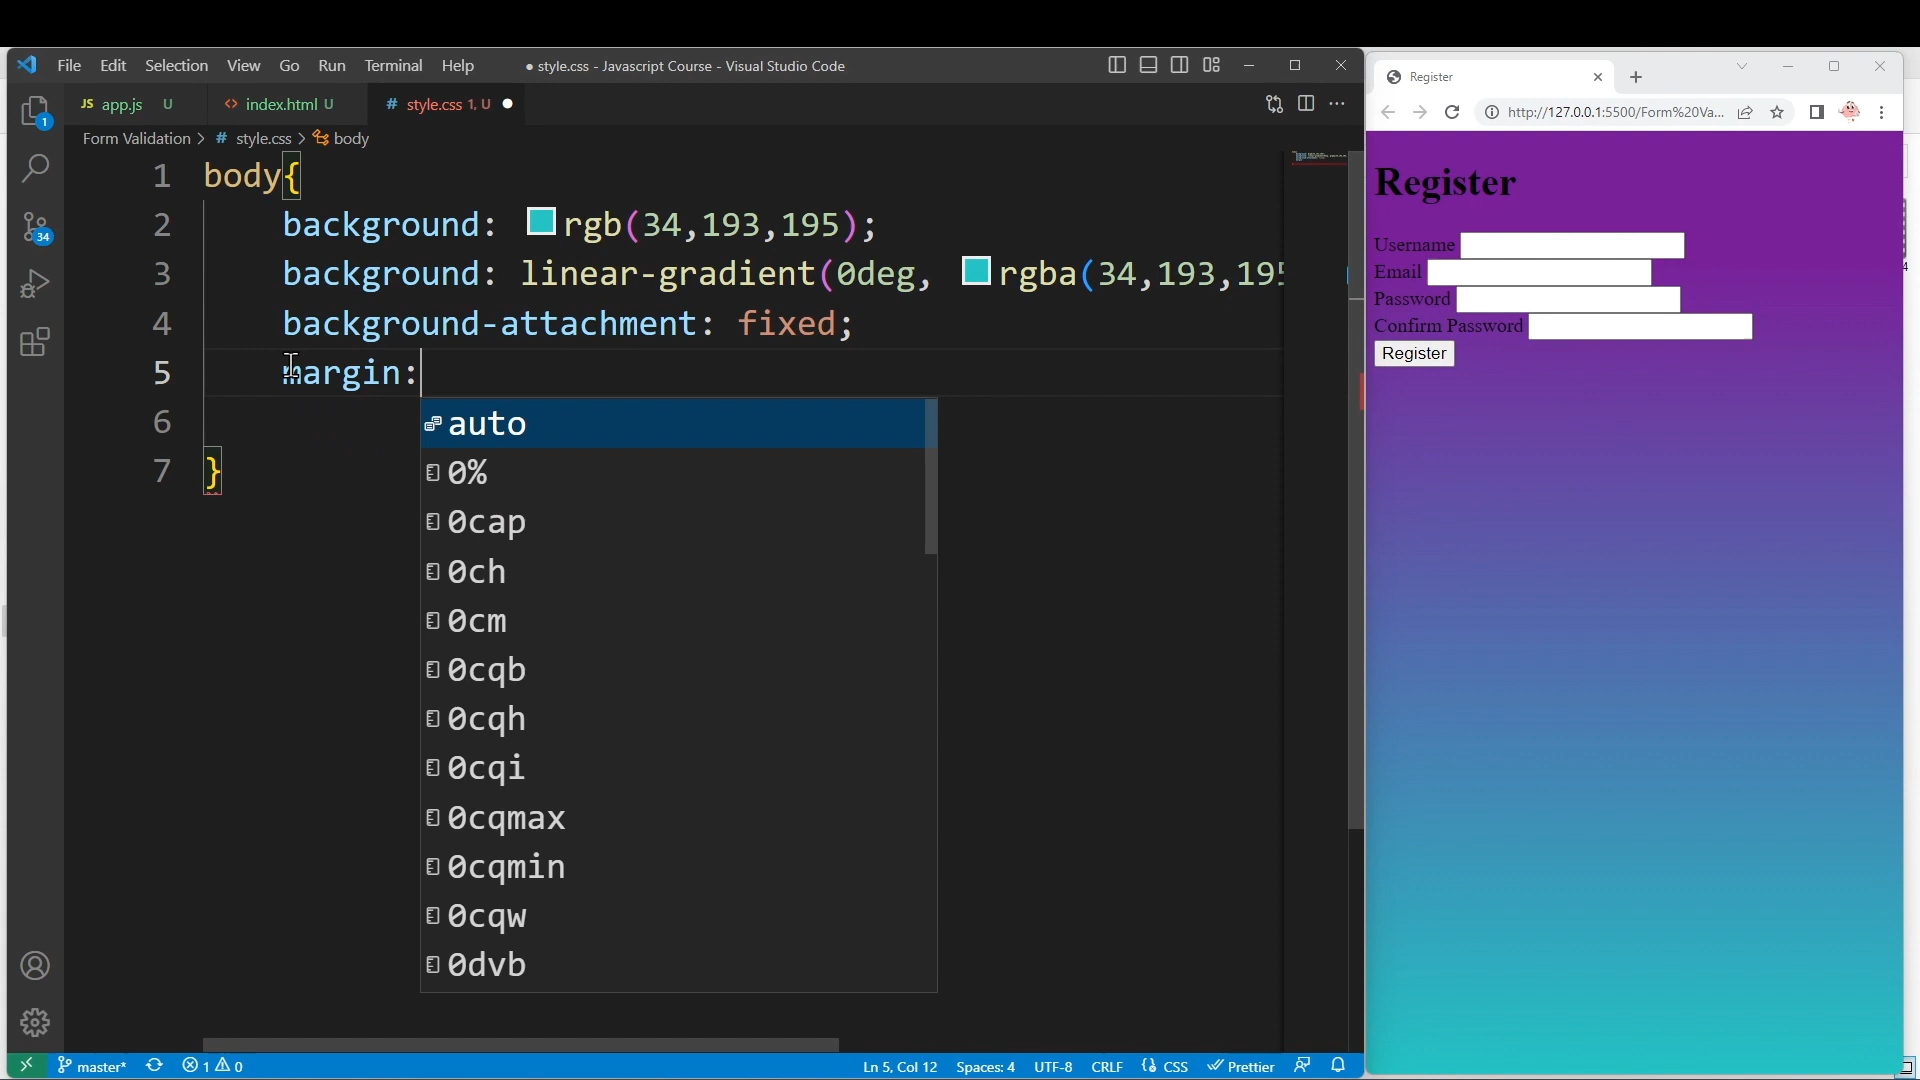 File Edit Selection View Go Run Terminal Help ● style.css - Javascript Course - Visual Studio Code
JS app.js U <> index.html U # style.css 1, U ●
Form Validation > # style.css > body
1 body{
2 background: rgb(34,193,195);
3 background: linear-gradient(0deg, rgba(34,193,195
4 background-attachment: fixed;
5 margin:
6
7 }
auto
0%
0cap
0ch
0cm
0cqb
0cqh
0cqi
0cqmax
0cqmin
0cqw
0dvb
1
34
master* 1 0 Ln 5, Col 12 Spaces: 4 UTF-8 CRLF CSS Prettier
Register
http://127.0.0.1:5500/Form%20Va...
Register
Username
Email
Password
Confirm Password
Register
4